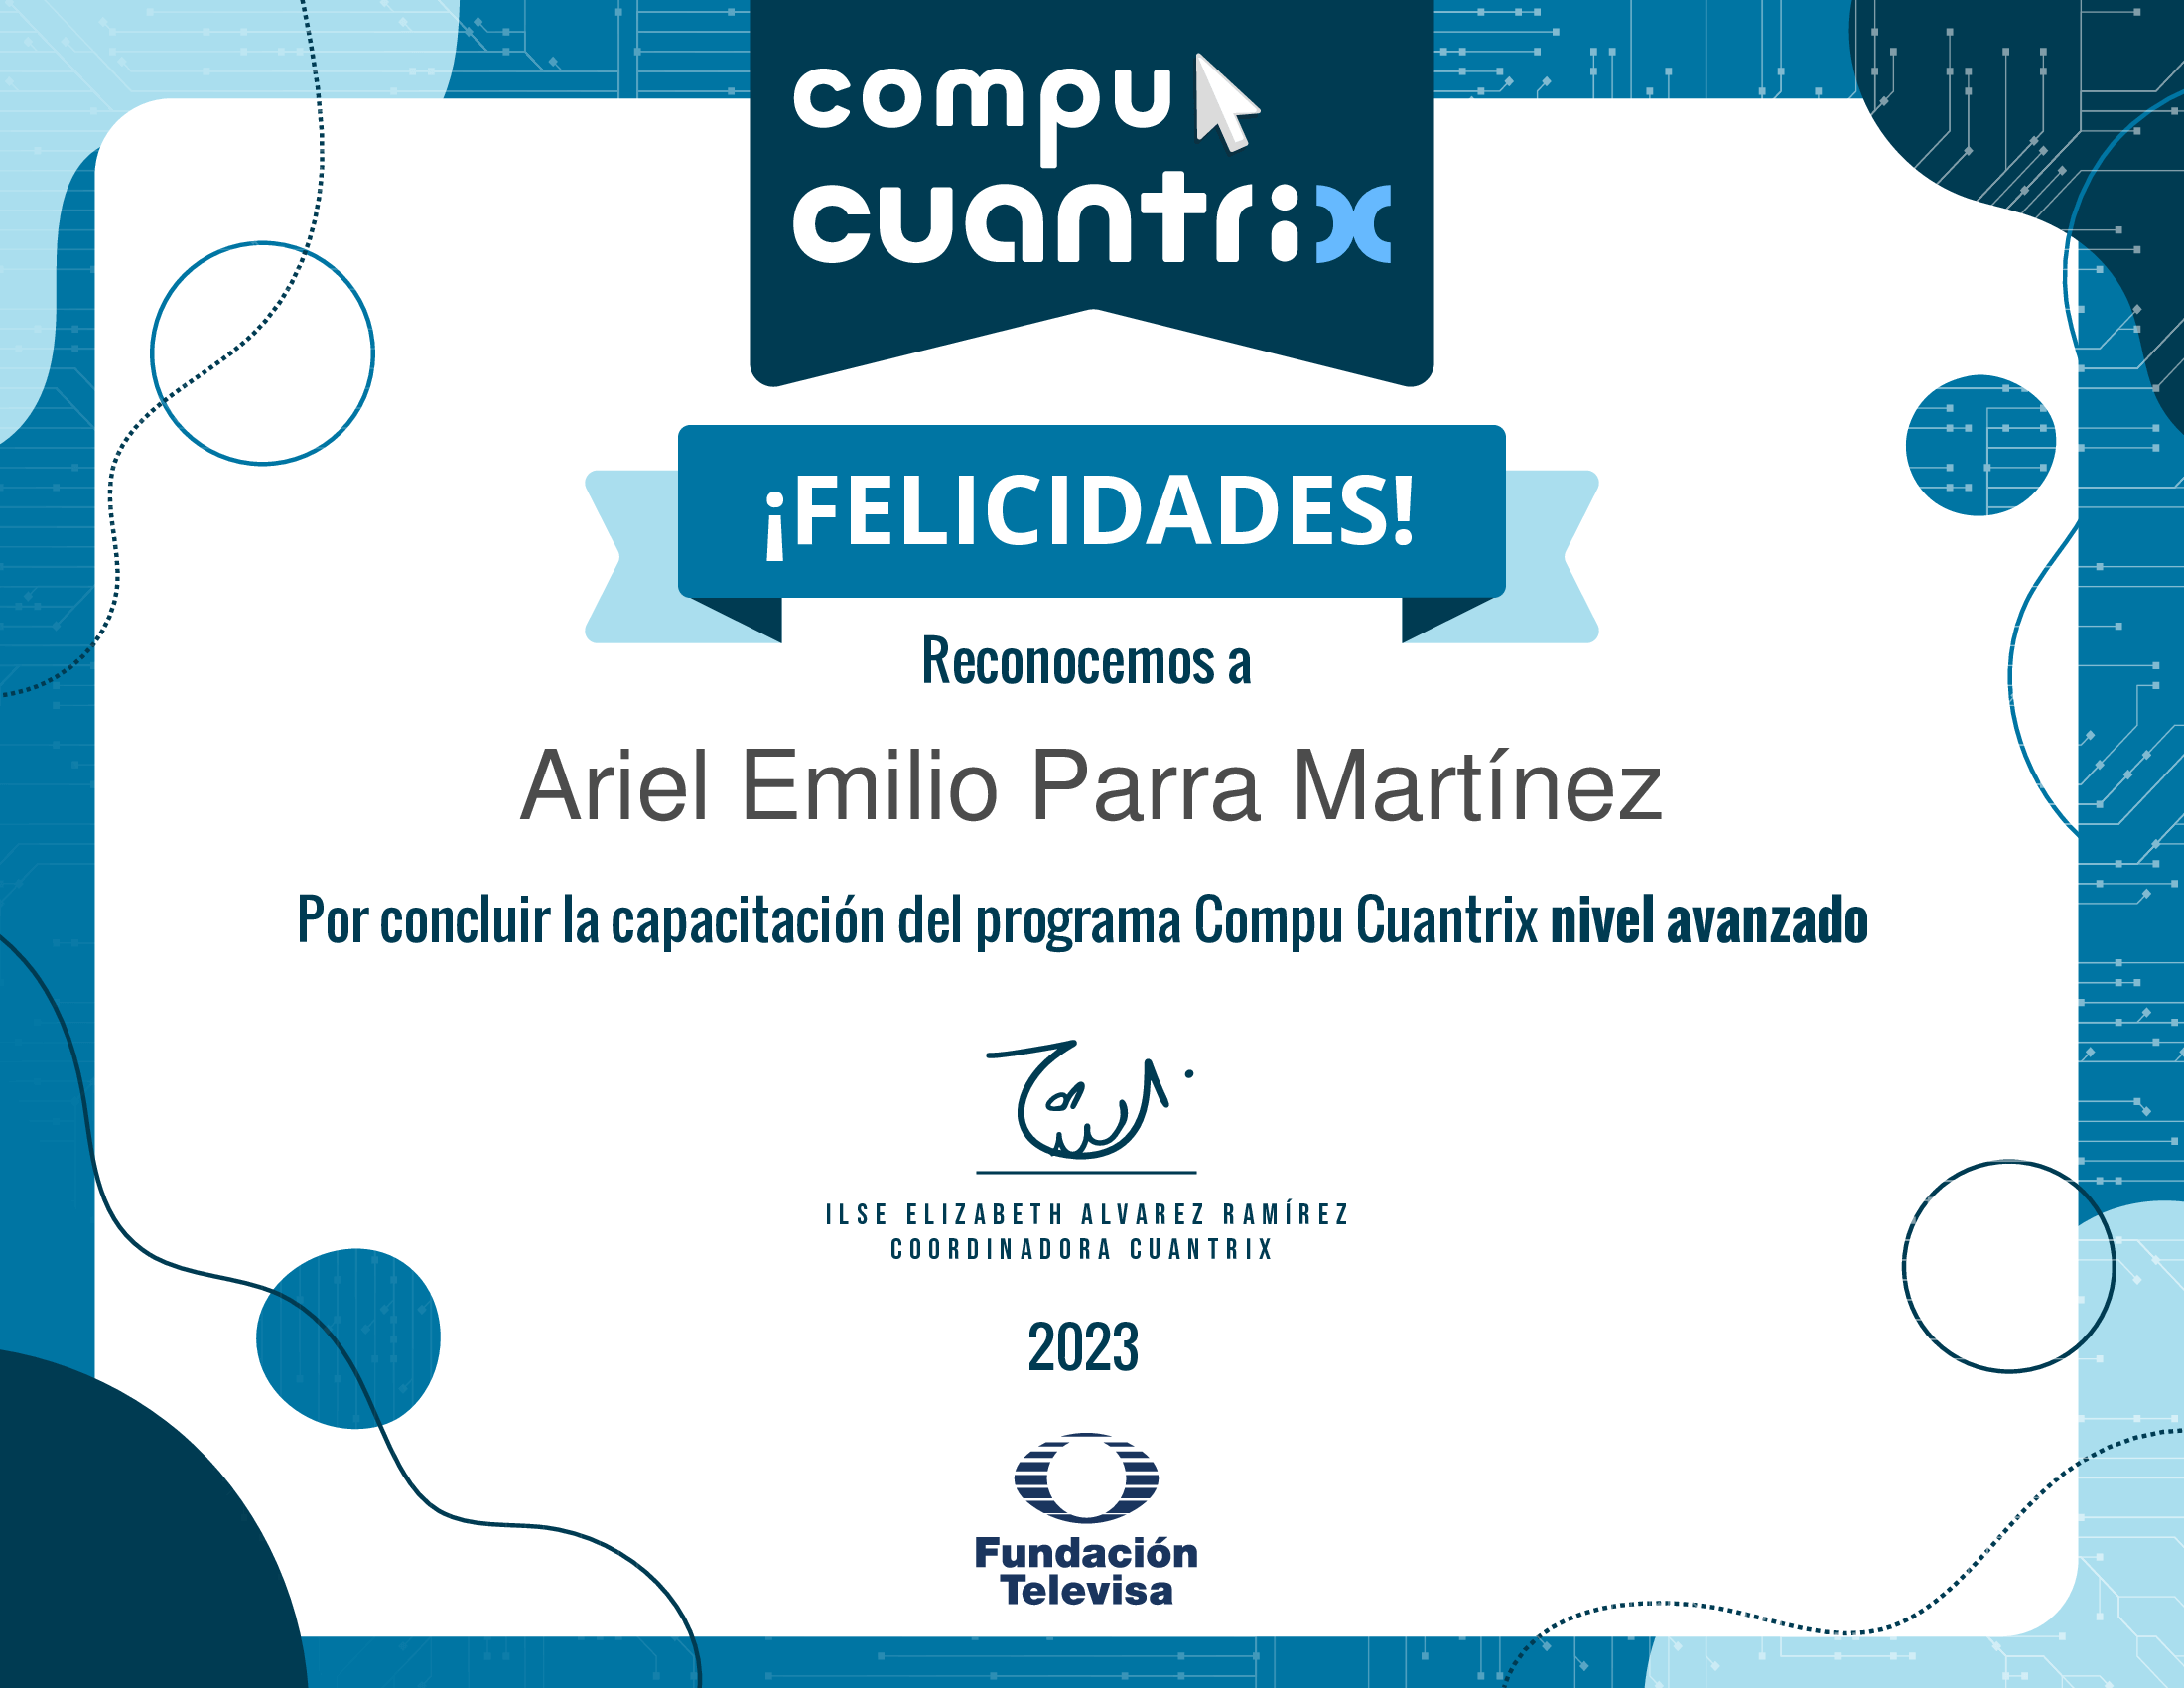 compu
cuantrix
¡FELICIDADES!
Reconocemos a
Ariel Emilio Parra Martínez
Por concluir la capacitación del programa Compu Cuantrix nivel avanzado
ILSE ELIZABETH ALVAREZ RAMÍREZ
COORDINADORA CUANTRIX
2023
Fundación
Televisa